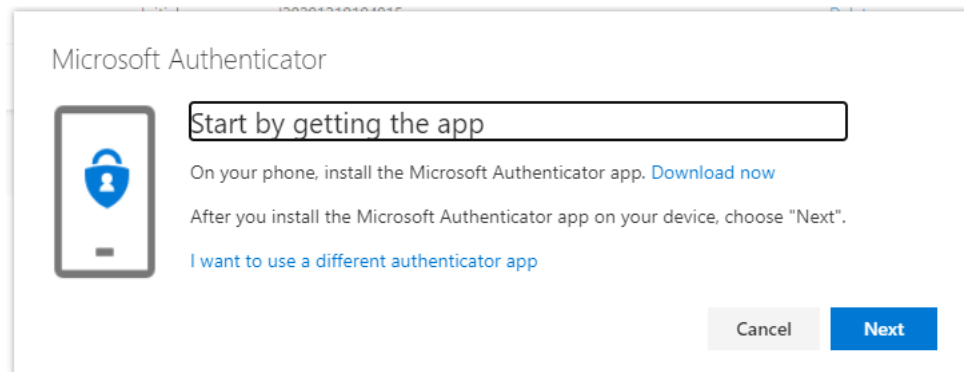 Microsoft Authenticator
Start by getting the app
On your phone, install the Microsoft Authenticator app. Download now
After you install the Microsoft Authenticator app on your device, choose "Next".
I want to use a different authenticator app
Cancel
Next